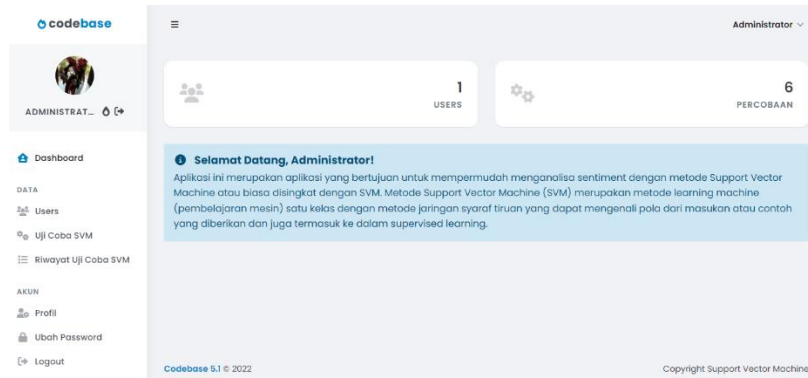 codebase
ADMINISTRAT...
Dashboard
DATA
Users
Uji Coba SVM
Riwayat Uji Coba SVM
AKUN
Profil
Ubah Password
Logout
Administrator
1
USERS
6
PERCOBAAN
Selamat Datang, Administrator!
Aplikasi ini merupakan aplikasi yang bertujuan untuk mempermudah menganalisa sentiment dengan metode Support Vector
Machine atau biasa disingkat dengan SVM. Metode Support Vector Machine (SVM) merupakan metode learning machine
(pembelajaran mesin) satu kelas dengan metode jaringan syaraf tiruan yang dapat mengenali pola dari masukan atau contoh
yang diberikan dan juga termasuk ke dalam supervised learning.
Codebase 5.1 © 2022
Copyright Support Vector Machine